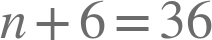 n + 6 = 36